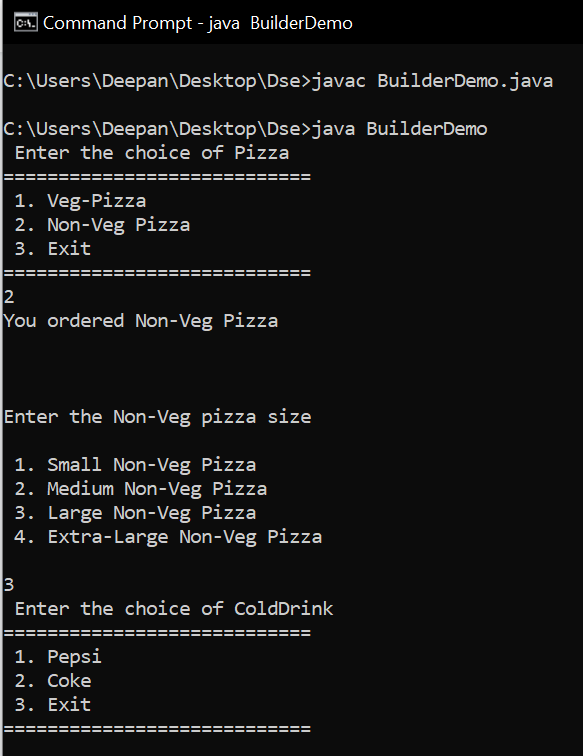 Command Prompt - java  BuilderDemo
C:\Users\Deepan\Desktop\Dse>javac BuilderDemo.java
C:\Users\Deepan\Desktop\Dse>java BuilderDemo
 Enter the choice of Pizza
============================
 1. Veg-Pizza
 2. Non-Veg Pizza
 3. Exit
============================
2
You ordered Non-Veg Pizza
Enter the Non-Veg pizza size
 1. Small Non-Veg Pizza
 2. Medium Non-Veg Pizza
 3. Large Non-Veg Pizza
 4. Extra-Large Non-Veg Pizza
3
 Enter the choice of ColdDrink
============================
 1. Pepsi
 2. Coke
 3. Exit
============================